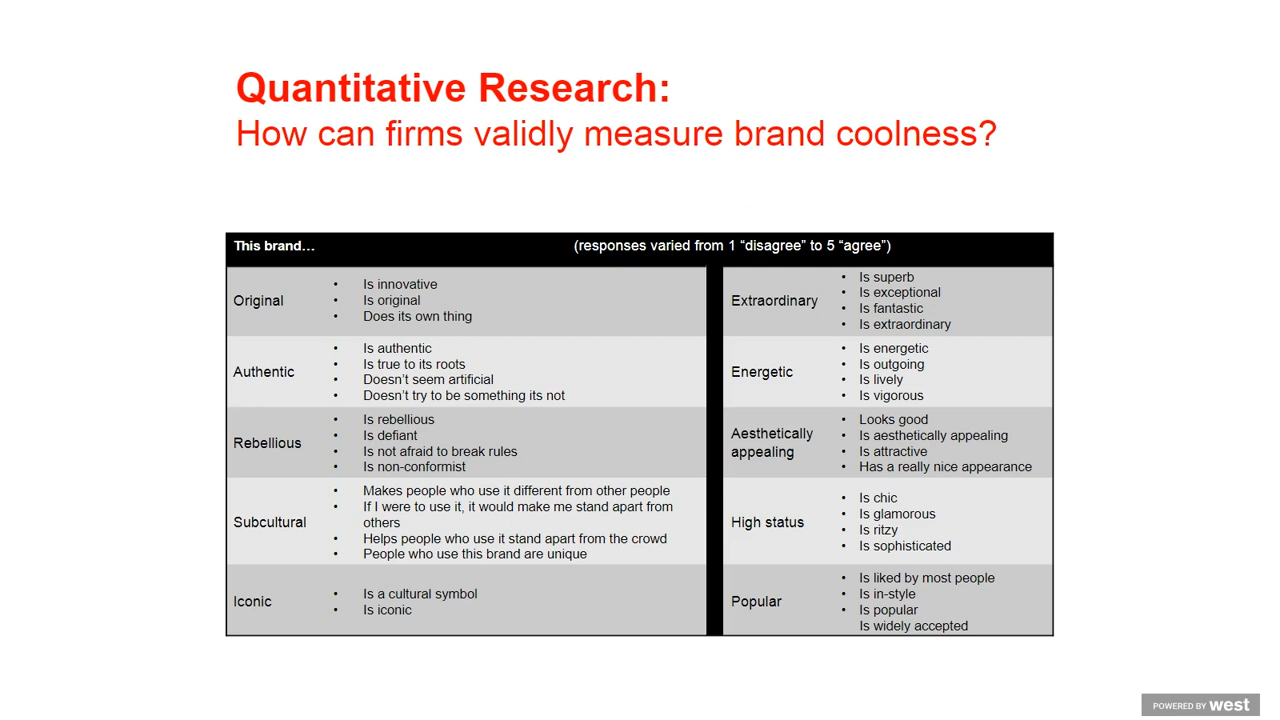 Quantitative Research:
How can firms validly measure brand coolness?
This brand… (responses varied from 1 “disagree” to 5 “agree”)
Original
• Is innovative
• Is original
• Does its own thing
Authentic
• Is authentic
• Is true to its roots
• Doesn’t seem artificial
• Doesn’t try to be something its not
Rebellious
• Is rebellious
• Is defiant
• Is not afraid to break rules
• Is non-conformist
Subcultural
• Makes people who use it different from other people
• If I were to use it, it would make me stand apart from
others
• Helps people who use it stand apart from the crowd
• People who use this brand are unique
Iconic
• Is a cultural symbol
• Is iconic
Extraordinary
• Is superb
• Is exceptional
• Is fantastic
• Is extraordinary
Energetic
• Is energetic
• Is outgoing
• Is lively
• Is vigorous
Aesthetically
appealing
• Looks good
• Is aesthetically appealing
• Is attractive
• Has a really nice appearance
High status
• Is chic
• Is glamorous
• Is ritzy
• Is sophisticated
Popular
• Is liked by most people
• Is in-style
• Is popular
Is widely accepted
POWERED BY west